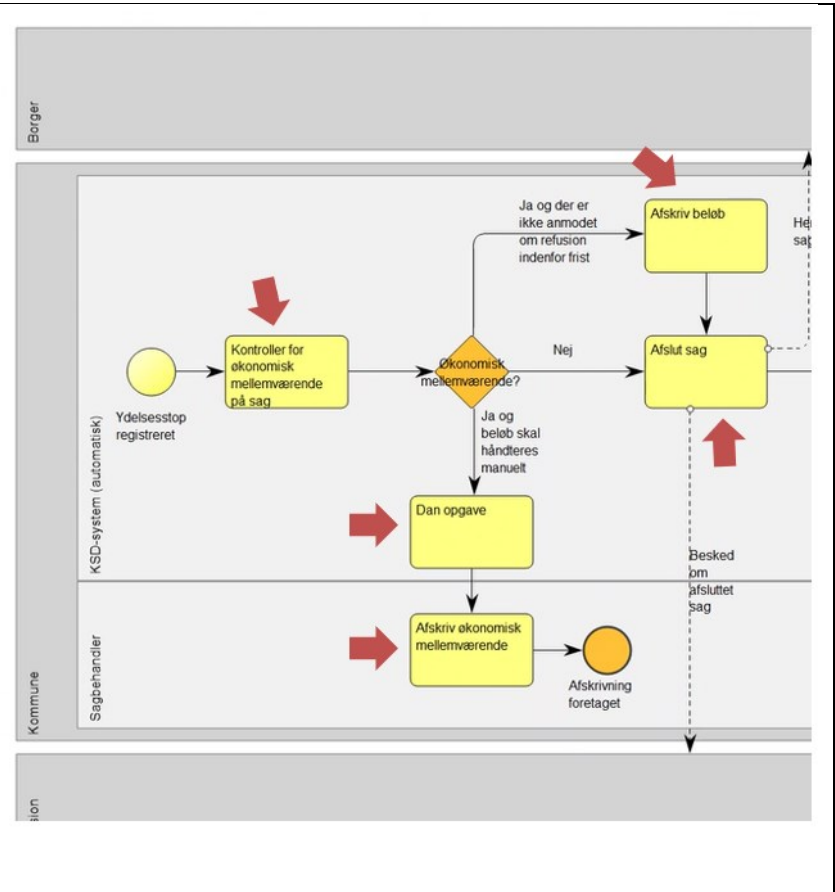 Borger
Kommune
KSD-system (automatisk)
Sagbehandler
Ydelsesstop
registreret
Kontroller for
økonomisk
mellemværende
på sag
Økonomisk
mellemværende?
Ja og der er
ikke anmodet
om refusion
indenfor frist
Afskriv beløb
Nej
Afslut sag
Ja og
beløb skal
håndteres
manuelt
Dan opgave
Afskriv økonomisk
mellemværende
Afskrivning
foretaget
Besked
om
afsluttet
sag
sion